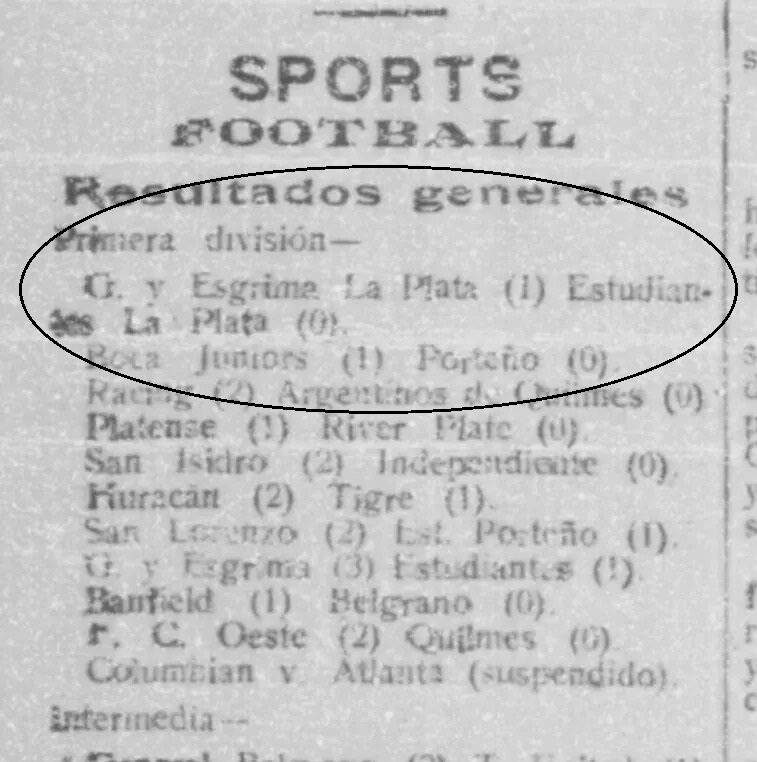 SPORTS
FOOTBALL
Resultados generales
Primera división—
G. y Esgrima La Plata (1) Estudian-
tes La Plata (0).
Boca Juniors (1) Porteño (0).
Racing (2) Argentinos de Quilmes (0)
Platense (1) River Plate (0).
San Isidro (2) Independiente (0).
Huracán (2) Tigre (1).
San Lorenzo (2) Est. Porteño (1).
G. y Esgrima (3) Estudiantes (1).
Banfield (1) Belgrano (0).
F. C. Oeste (2) Quilmes (0)
Columbian v Atlanta (suspendido).
Intermedia—